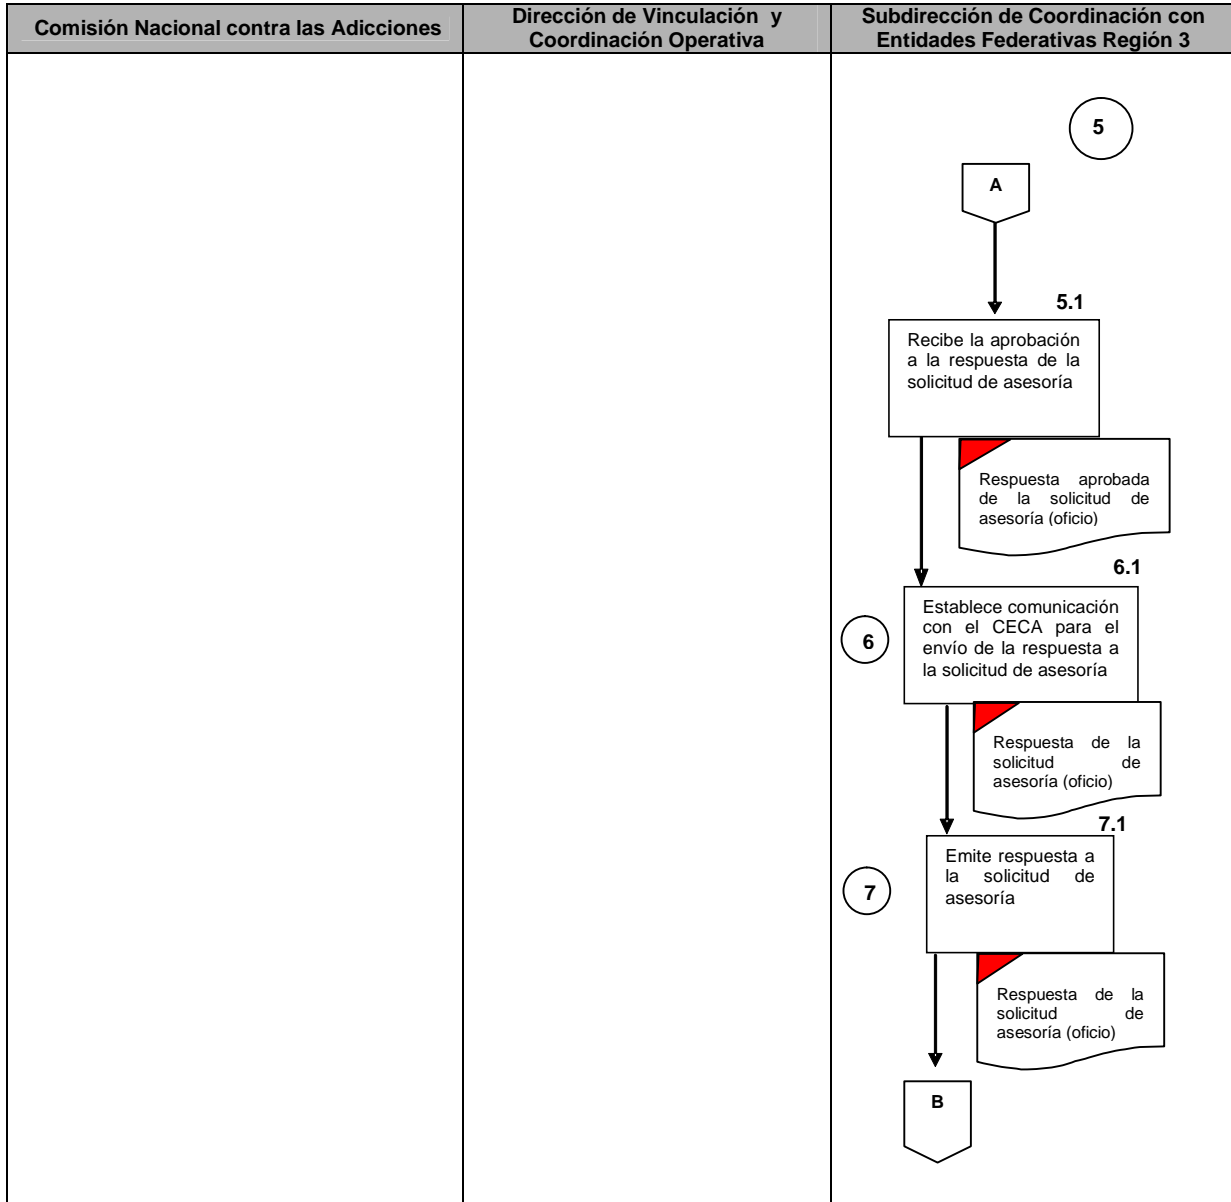 Comisión Nacional contra las Adicciones
Dirección de Vinculación y
Coordinación Operativa
Subdirección de Coordinación con
Entidades Federativas Región 3
5
A
5.1
Recibe la aprobación
a la respuesta de la
solicitud de asesoría
Respuesta aprobada
de la solicitud de
asesoría (oficio)
6.1
6
Establece comunicación
con el CECA para el
envío de la respuesta a
la solicitud de asesoría
Respuesta de la
solicitud de
asesoría (oficio)
7.1
7
Emite respuesta a
la solicitud de
asesoría
Respuesta de la
solicitud de
asesoría (oficio)
B